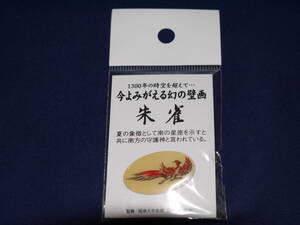 1300年の時空を超えて…
今よみがえる幻の壁画
朱雀
夏の象徴として南の星座を示すと
共に南方の守護神と言われている。